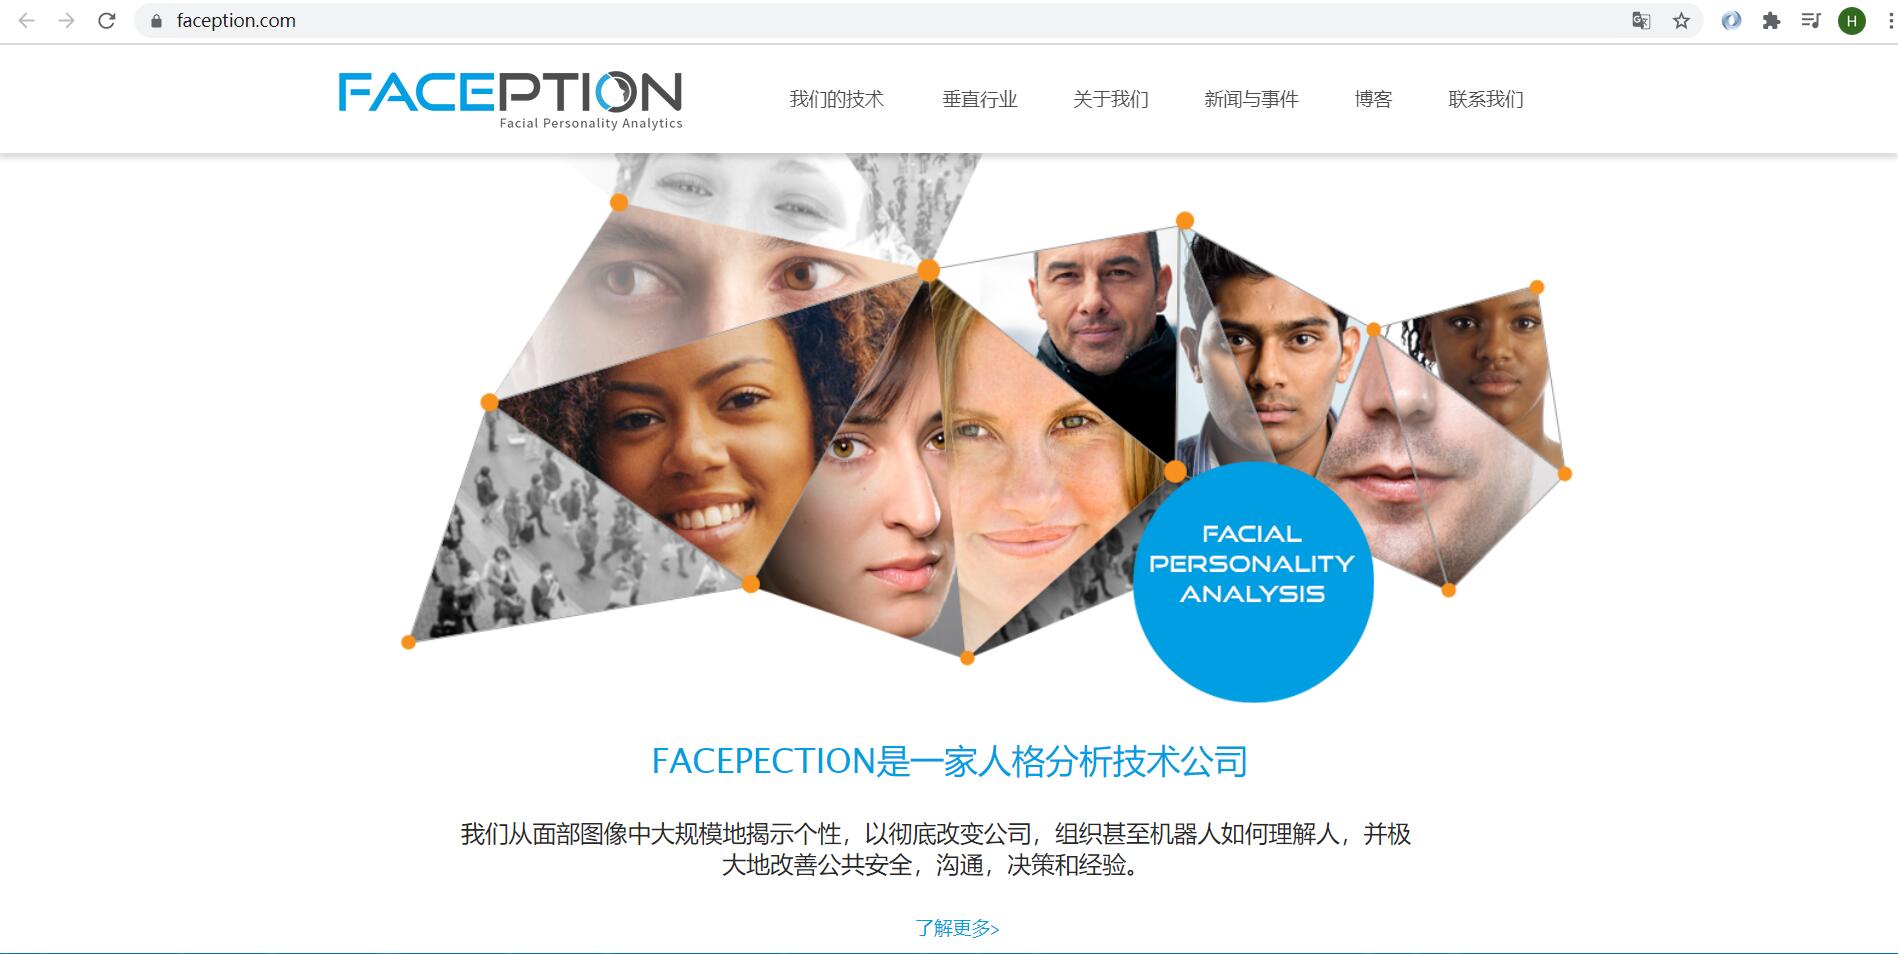 faception.com
H
FACEPTION
Facial Personality Analytics
我们的技术
垂直行业
关于我们
新闻与事件
博客
联系我们
FACIAL
PERSONALITY
ANALYSIS
FACEPECTION是一家人格分析技术公司
我们从面部图像中大规模地揭示个性，以彻底改变公司，组织甚至机器人如何理解人，并极
大地改善公共安全，沟通，决策和经验。
了解更多>